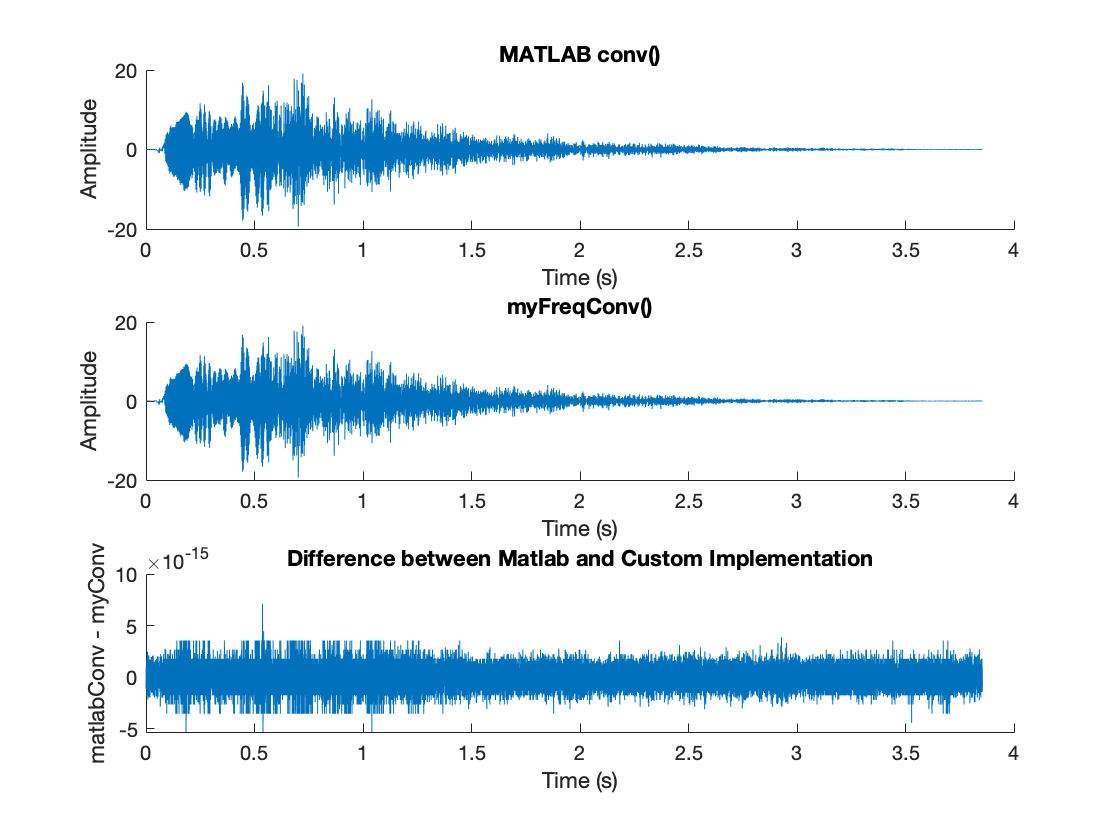 MATLAB conv()
20
0
-20
Amplitude
0 0.5 1 1.5 2 2.5 3 3.5 4
Time (s)
myFreqConv()
20
0
-20
Amplitude
0 0.5 1 1.5 2 2.5 3 3.5 4
Time (s)
×10-15
Difference between Matlab and Custom Implementation
10
5
0
-5
matlabConv - myConv
0 0.5 1 1.5 2 2.5 3 3.5 4
Time (s)